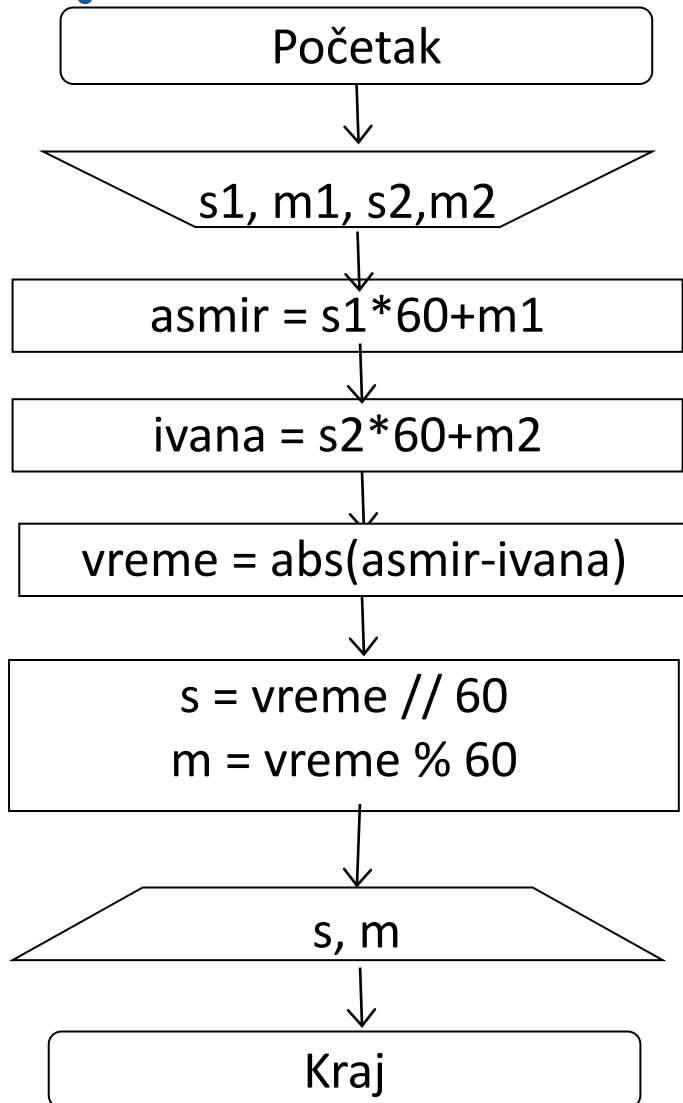 Početak
s1, m1, s2,m2
asmir = s1*60+m1
ivana = s2*60+m2
vreme = abs(asmir-ivana)
s = vreme // 60
m = vreme % 60
s, m
Kraj